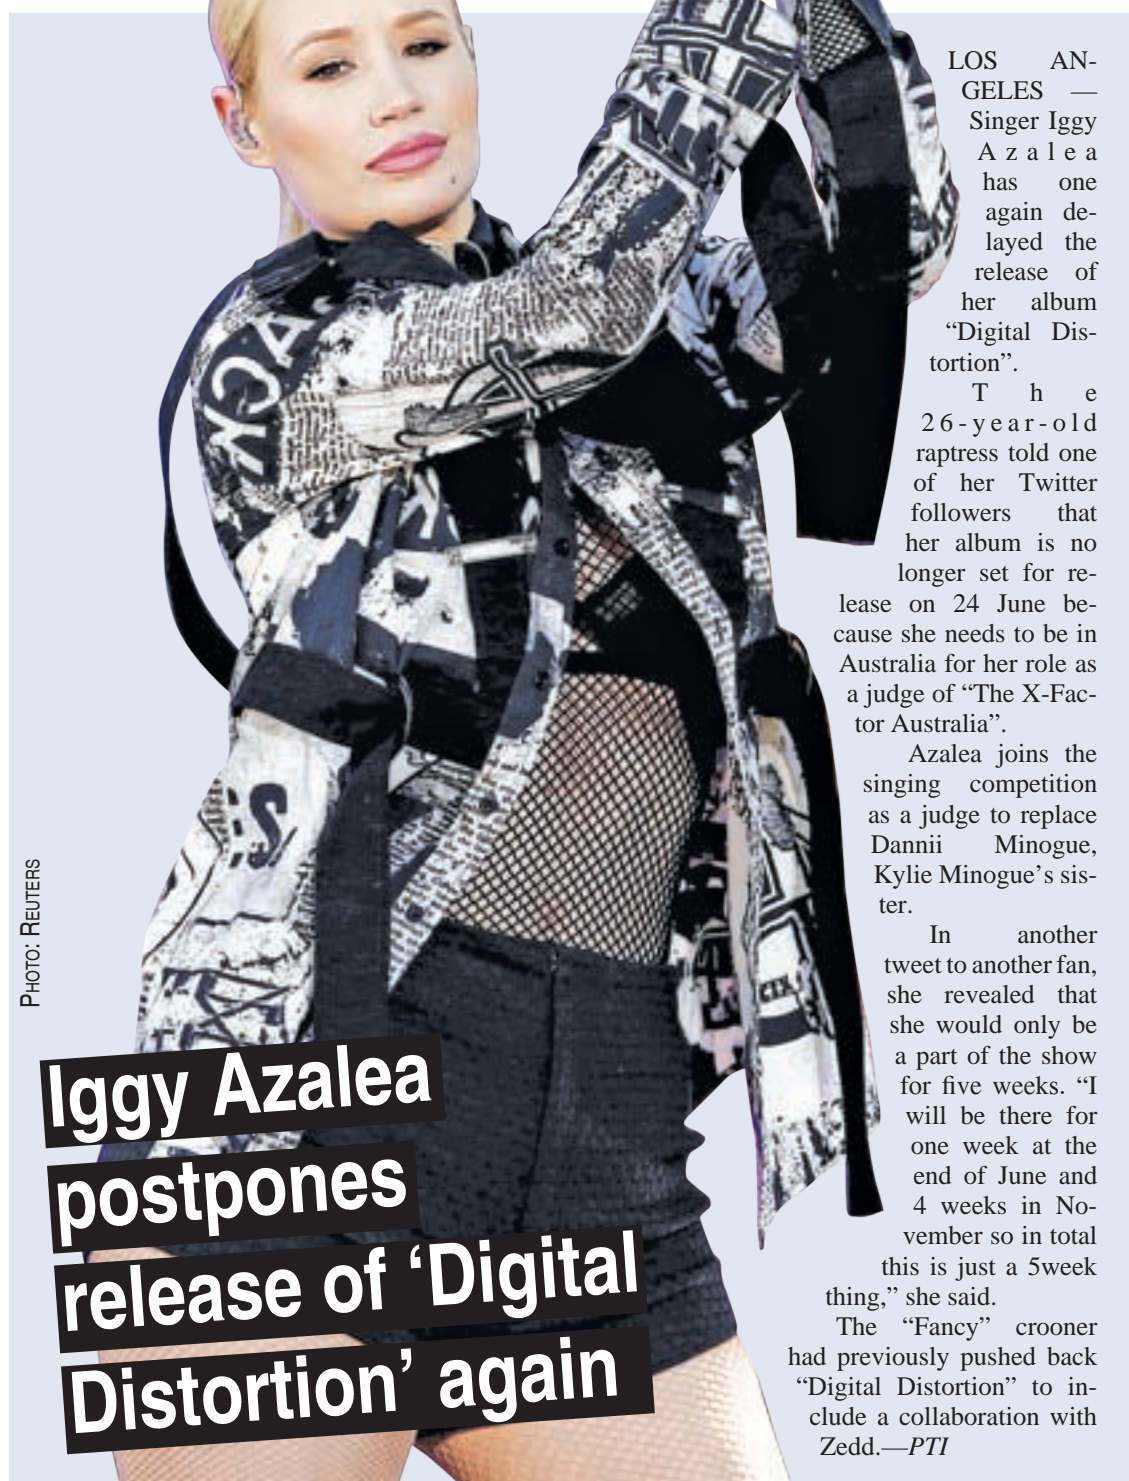 LOS AN-
GELES —
Singer Iggy
Azalea
has one
again de-
layed the
release of
her album
“Digital Dis-
tortion”.
The
26-year-old
raptress told one
of her Twitter
followers that
her album is no
longer set for re-
lease on 24 June be-
cause she needs to be in
Australia for her role as
a judge of “The X-Fac-
tor Australia”.
Azalea joins the
singing competition
as a judge to replace
Dannii Minogue,
Kylie Minogue’s sis-
ter.
In another
tweet to another fan,
she revealed that
she would only be
a part of the show
for five weeks. “I
will be there for
one week at the
end of June and
4 weeks in No-
vember so in total
this is just a 5week
thing,” she said.
The “Fancy” crooner
had previously pushed back
“Digital Distortion” to in-
clude a collaboration with
Zedd.—PTI
PHOTO: REUTERS
Iggy Azalea
postpones
release of ‘Digital
Distortion’ again